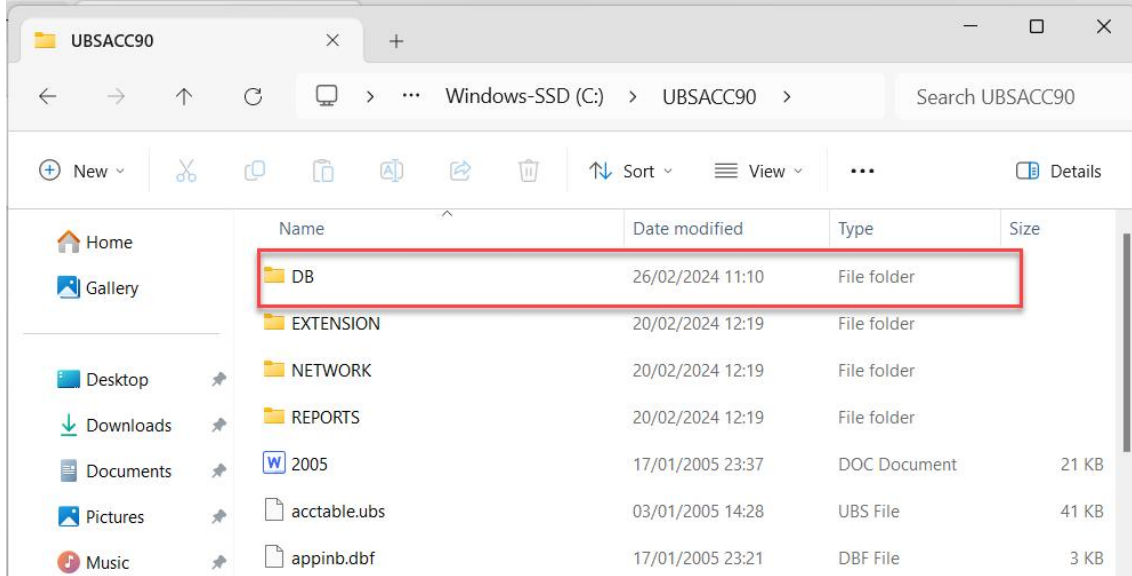 UBSACC90
Windows-SSD (C:) > UBSACC90 >
Search UBSACC90
New
Sort
View
Details
Name Date modified Type Size
Home
Gallery
Desktop
Downloads
Documents
Pictures
Music
DB 26/02/2024 11:10 File folder
EXTENSION 20/02/2024 12:19 File folder
NETWORK 20/02/2024 12:19 File folder
REPORTS 20/02/2024 12:19 File folder
2005 17/01/2005 23:37 DOC Document 21 KB
acctable.ubs 03/01/2005 14:28 UBS File 41 KB
appinb.dbf 17/01/2005 23:21 DBF File 3 KB